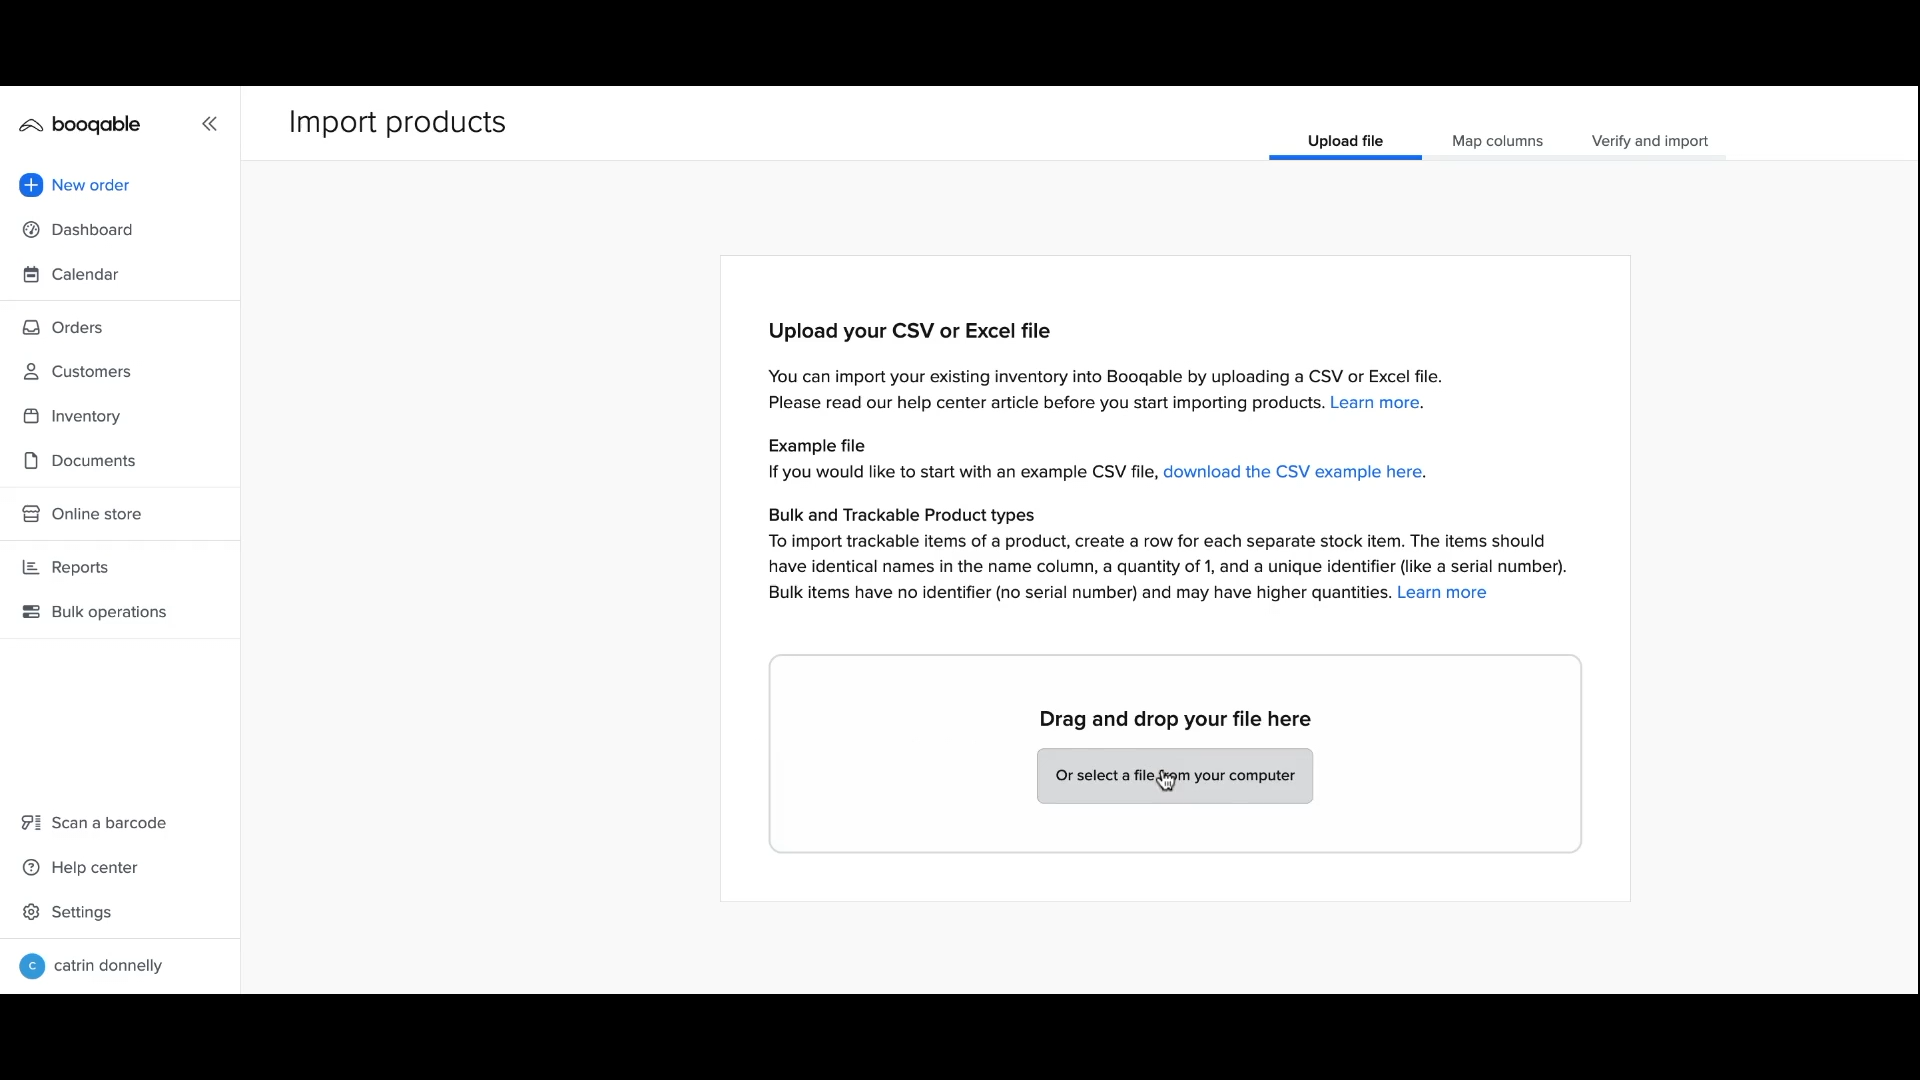 booqable
Import products
Upload file
Map columns
Verify and import
New order
Dashboard
Calendar
Orders
Customers
Inventory
Documents
Online store
Reports
Bulk operations
Scan a barcode
Help center
Settings
C
catrin donnelly
Upload your CSV or Excel file
You can import your existing inventory into Booqable by uploading a CSV or Excel file.
Please read our help center article before you start importing products. Learn more.
Example file
If you would like to start with an example CSV file, download the CSV example here.
Bulk and Trackable Product types
To import trackable items of a product, create a row for each separate stock item. The items should
have identical names in the name column, a quantity of 1, and a unique identifier (like a serial number).
Bulk items have no identifier (no serial number) and may have higher quantities. Learn more
Drag and drop your file here
Or select a file from your computer